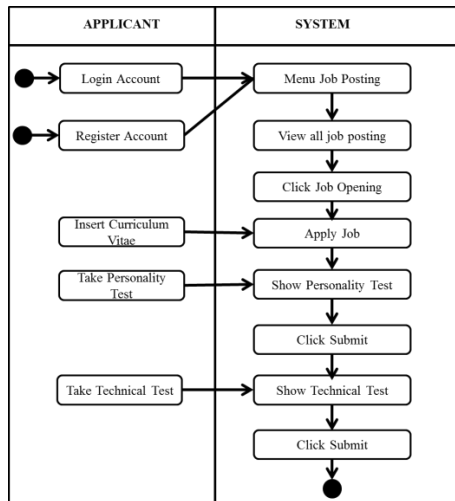 APPLICANT
SYSTEM
Login Account
Menu Job Posting
Register Account
View all job posting
Click Job Opening
Insert Curriculum
Vitae
Apply Job
Take Personality
Test
Show Personality Test
Click Submit
Take Technical Test
Show Technical Test
Click Submit